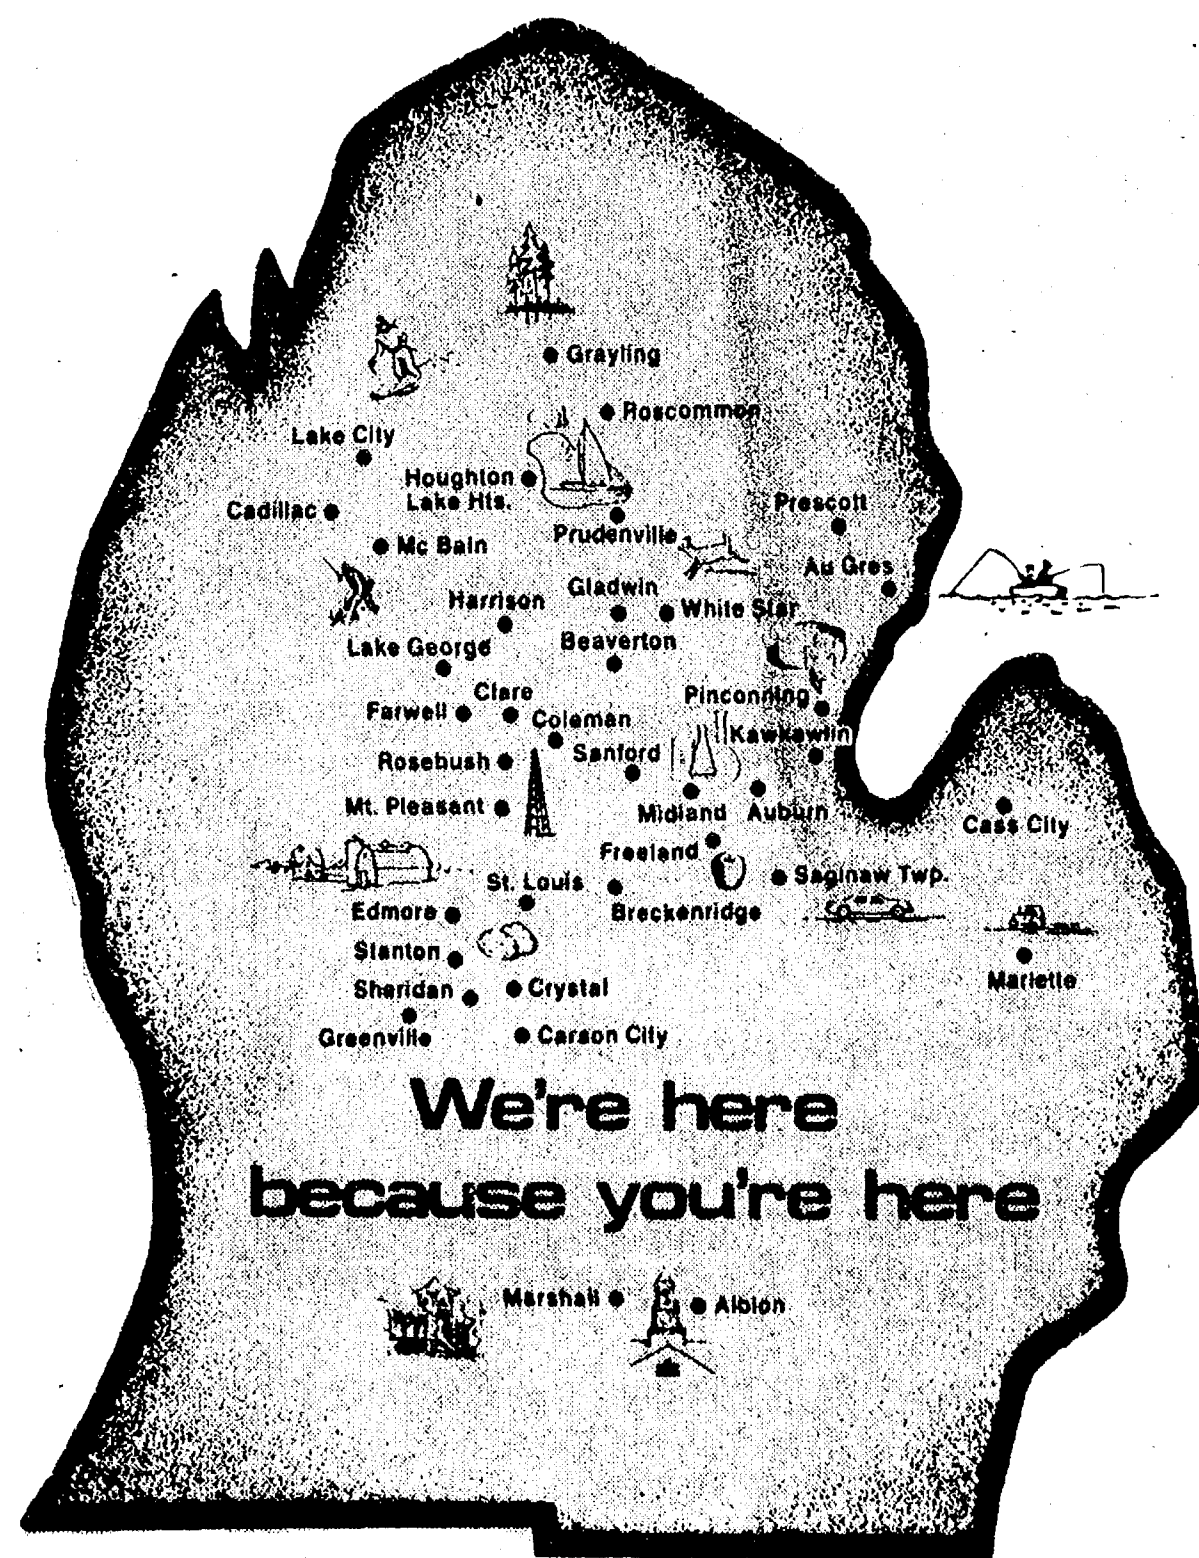 Grayling
Roscommon
Lake City
Houghton
Lake Hts.
Cadillac
Prescott
Prudenville
Mc Bain
Au Gres
Gladwin
Harrison
White Star
Lake George
Beaverton
Clare
Pinconning
Farwell
Coleman
Kawkawlin
Sanford
Rosebush
Mt. Pleasant
Midland
Auburn
Cass City
Freeland
Saginaw Twp.
St. Louis
Edmore
Breckenridge
Stanton
Marlette
Sheridan
Crystal
Greenville
Carson City
We're here
because you're here
Marshall
Albion